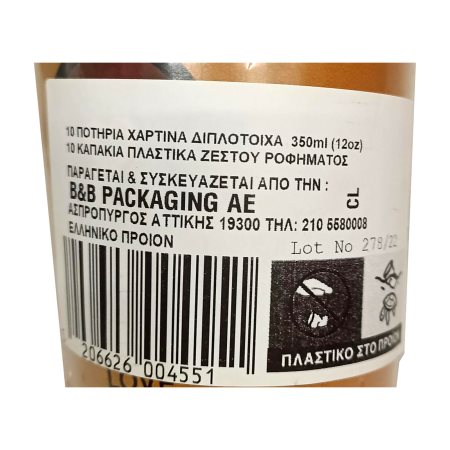 10 ΠΟΤΗΡΙΑ ΧΑΡΤΙΝΑ ΔΙΠΛΟΤΟΙΧΑ 350ml (12oz)
10 ΚΑΠΑΚΙΑ ΠΛΑΣΤΙΚΑ ΖΕΣΤΟΥ ΡΟΦΗΜΑΤΟΣ
ΠΑΡΑΓΕΤΑΙ & ΣΥΣΚΕΥΑΖΕΤΑΙ ΑΠΟ ΤΗΝ :
B&B PACKAGING AE
CL
ΑΣΠΡΟΠΥΡΓΟΣ ΑΤΤΙΚΗΣ 19300 ΤΗΛ: 210 5580008
ΕΛΛΗΝΙΚΟ ΠΡΟΙΟΝ
Lot No 278/22
ΠΛΑΣΤΙΚΟ ΣΤΟ ΠΡΟΙΟΝ
206626 004551
LOVE